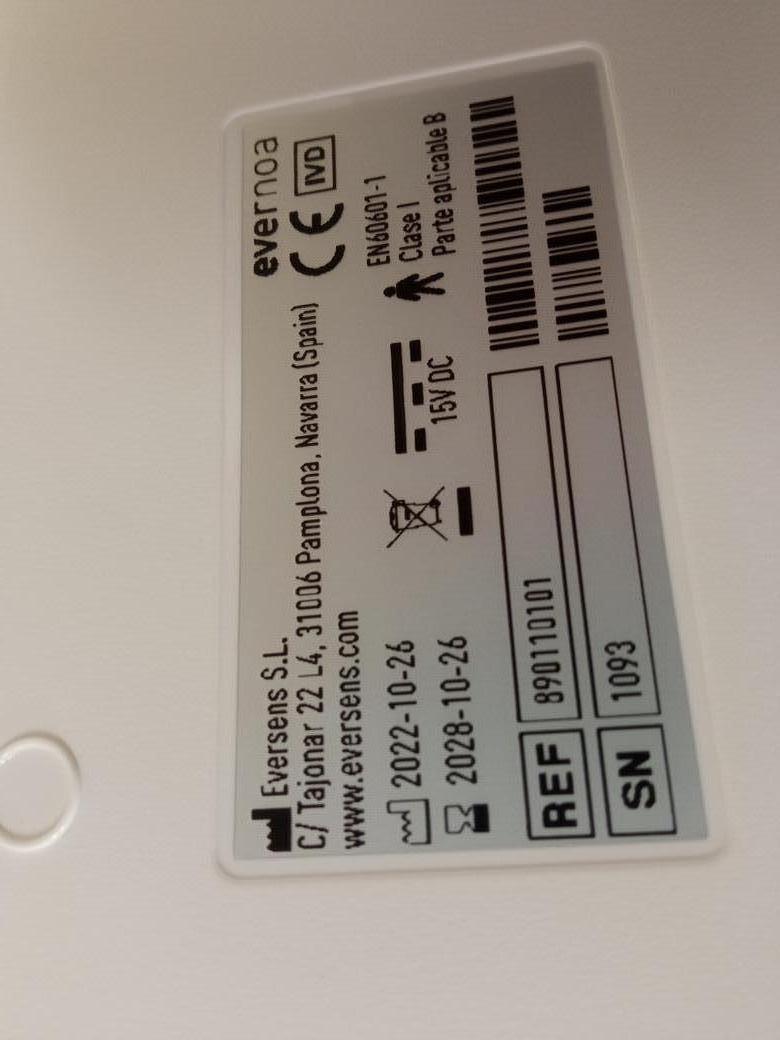 evernoa
Eversens S.L.
C/ Tajonar 22 L4, 31006 Pamplona, Navarra (Spain)
www.eversens.com
CE IVD
2022-10-26
2028-10-26
15V DC
EN60601-1
Clase I
Parte aplicable B
REF 890110101
SN 1093